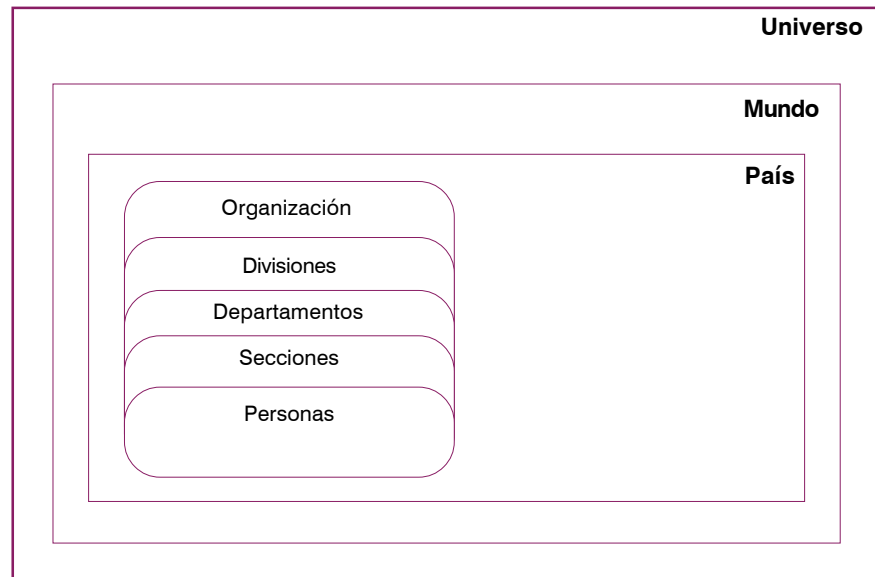 Universo
Mundo
País
Organización
Divisiones
Departamentos
Secciones
Personas